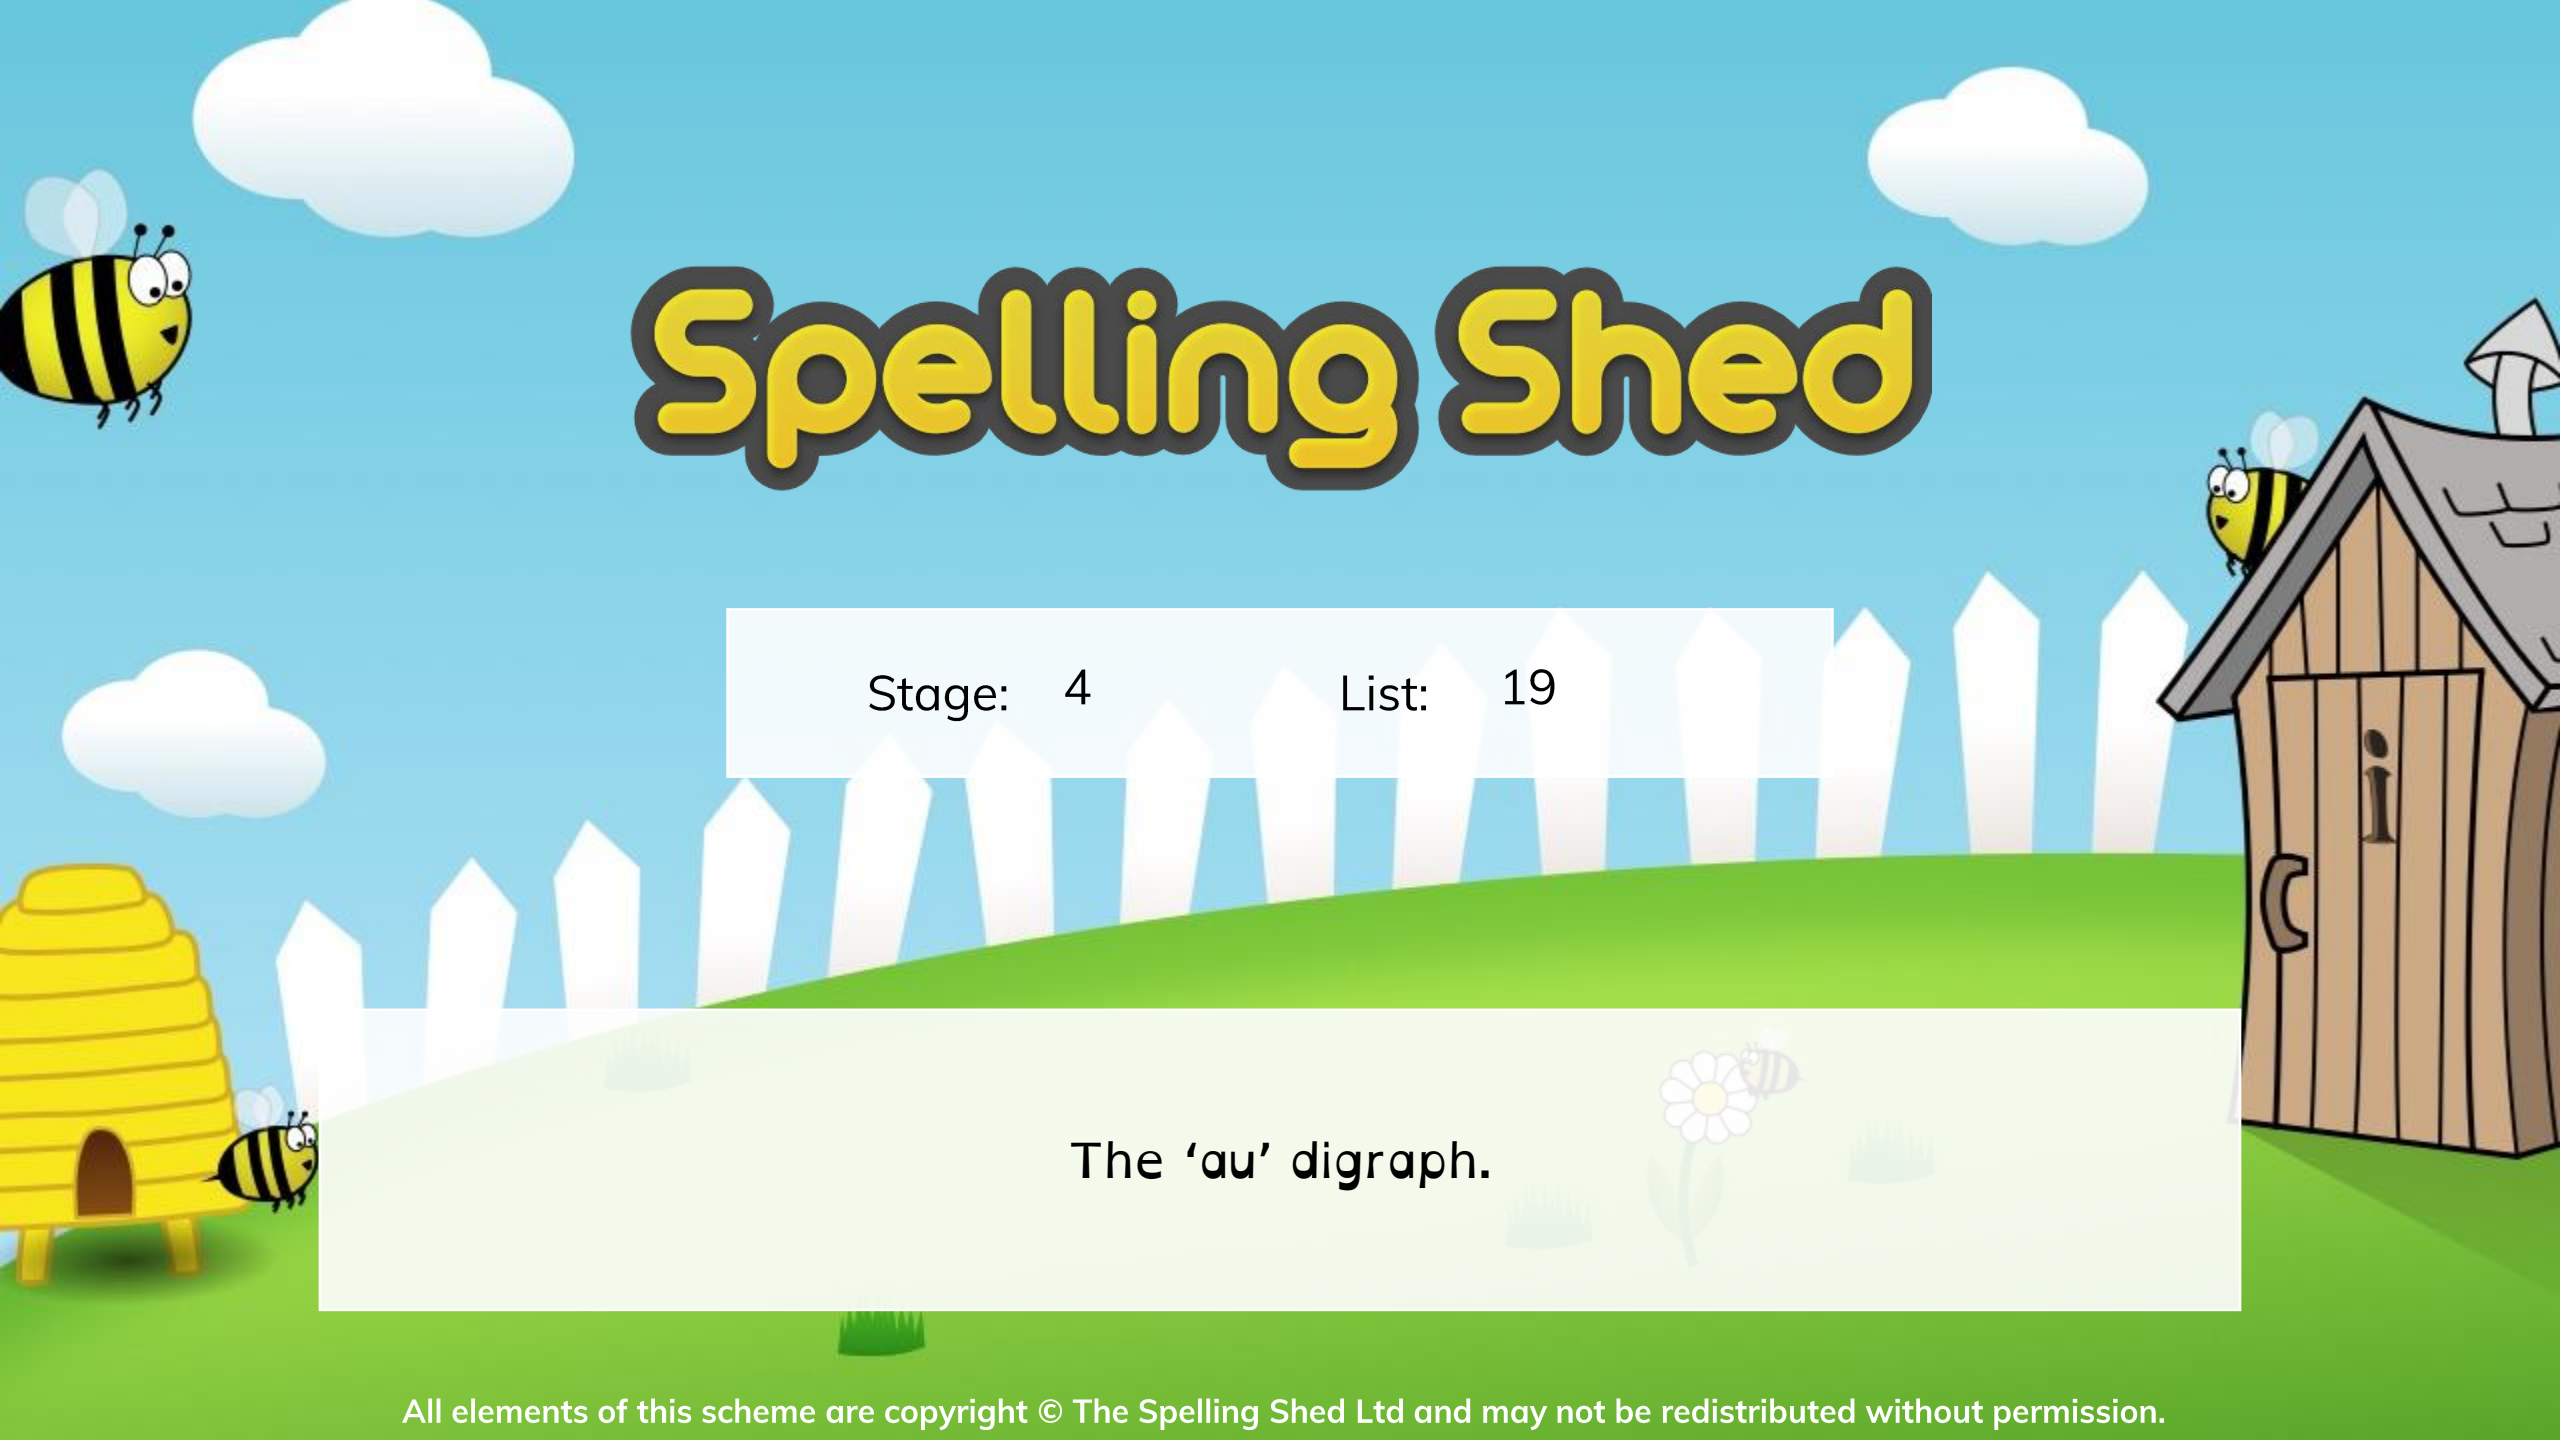 Spelling Shed
Stage: 4 List: 19
The ‘au’ digraph.
All elements of this scheme are copyright © The Spelling Shed Ltd and may not be redistributed without permission.